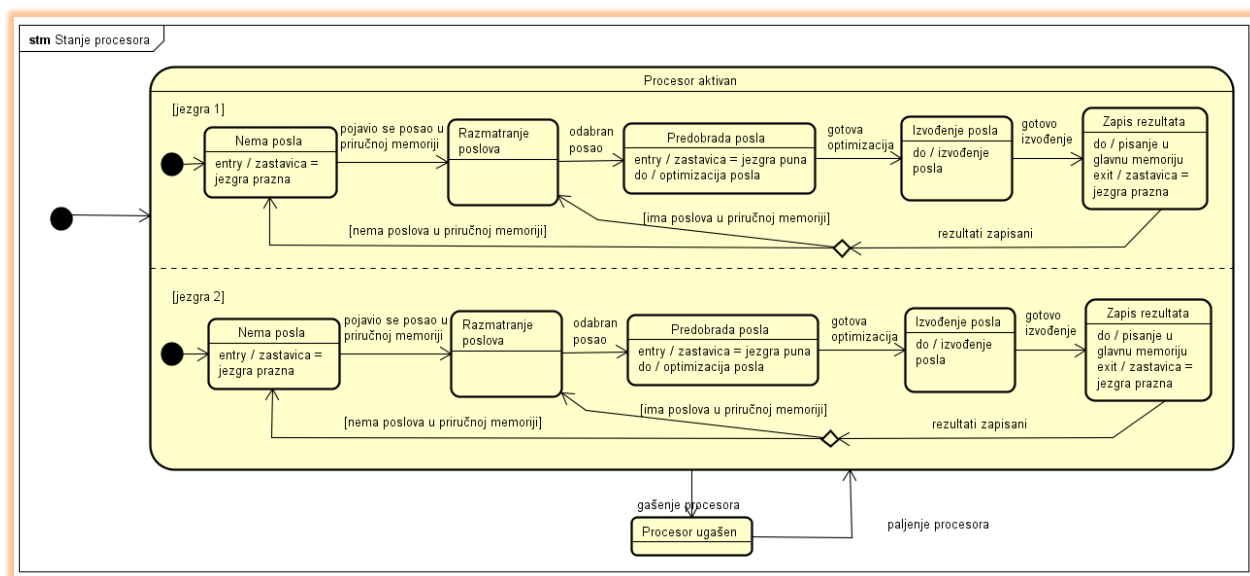 stm Stanje procesora
Procesor aktivan
[jezgra 1]
Nema posla
entry / zastavica =
jezgra prazna
pojavio se posao u
priručnoj memoriji
Razmatranje
poslova
odabran
posao
Predobrada posla
entry / zastavica = jezgra puna
do / optimizacija posla
gotova
optimizacija
Izvođenje posla
do / izvođenje
posla
gotovo
izvođenje
Zapis rezultata
do / pisanje u
glavnu memoriju
exit / zastavica =
jezgra prazna
[nema poslova u priručnoj memoriji]
[ima poslova u priručnoj memoriji]
rezultati zapisani
[jezgra 2]
Nema posla
entry / zastavica =
jezgra prazna
pojavio se posao u
priručnoj memoriji
Razmatranje
poslova
odabran
posao
Predobrada posla
entry / zastavica = jezgra puna
do / optimizacija posla
gotova
optimizacija
Izvođenje posla
do / izvođenje
posla
gotovo
izvođenje
Zapis rezultata
do / pisanje u
glavnu memoriju
exit / zastavica =
jezgra prazna
[nema poslova u priručnoj memoriji]
[ima poslova u priručnoj memoriji]
rezultati zapisani
gašenje procesora
Procesor ugašen
paljenje procesora